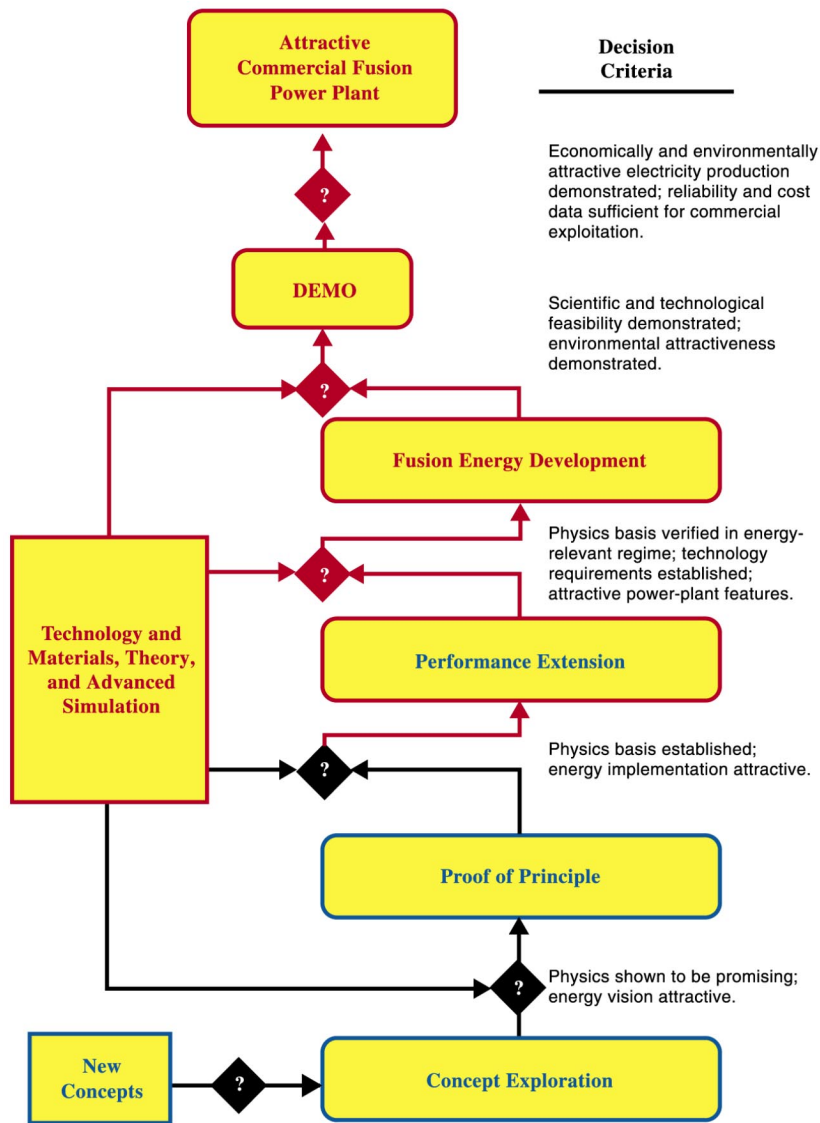 Attractive
Commercial Fusion
Power Plant
Decision
Criteria
?
Economically and environmentally
attractive electricity production
demonstrated; reliability and cost
data sufficient for commercial
exploitation.
DEMO
Scientific and technological
feasibility demonstrated;
environmental attractiveness
demonstrated.
?
Fusion Energy Development
?
Physics basis verified in energy-
relevant regime; technology
requirements established;
attractive power-plant features.
Technology and
Materials, Theory,
and Advanced
Simulation
Performance Extension
?
Physics basis established;
energy implementation attractive.
Proof of Principle
?
Physics shown to be promising;
energy vision attractive.
New
Concepts
?
Concept Exploration